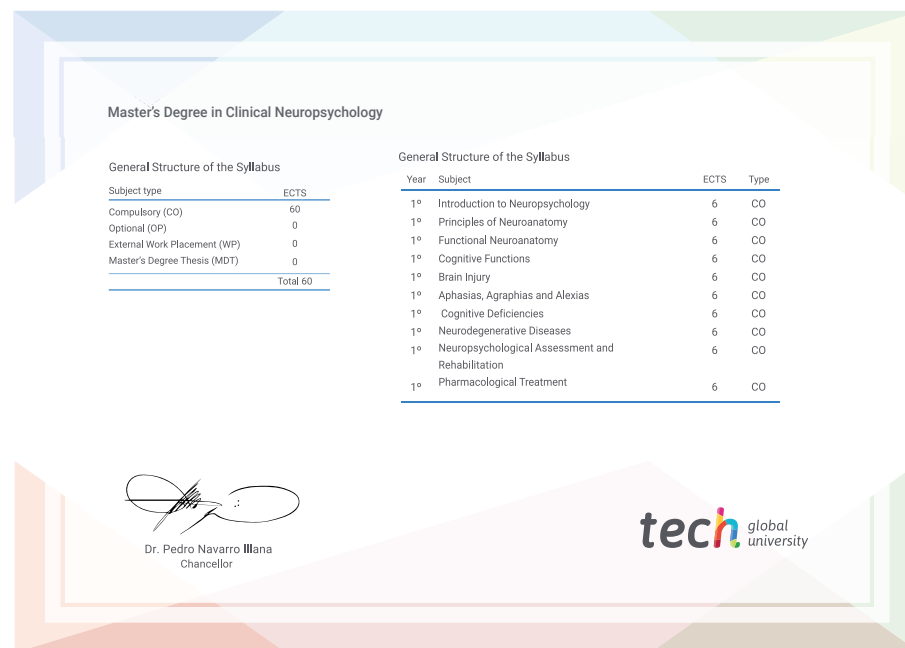 Master's Degree in Clinical Neuropsychology
General Structure of the Syllabus
Subject type ECTS
Compulsory (CO) 60
Optional (OP) 0
External Work Placement (WP) 0
Master's Degree Thesis (MDT) 0
Total 60
General Structure of the Syllabus
Year Subject ECTS Type
1º Introduction to Neuropsychology 6 CO
1º Principles of Neuroanatomy 6 CO
1º Functional Neuroanatomy 6 CO
1º Cognitive Functions 6 CO
1º Brain Injury 6 CO
1º Aphasias, Agraphias and Alexias 6 CO
1º Cognitive Deficiencies 6 CO
1º Neurodegenerative Diseases 6 CO
1º Neuropsychological Assessment and 6 CO
Rehabilitation
1º Pharmacological Treatment 6 CO
Dr. Pedro Navarro Illana
Chancellor
tech global
university